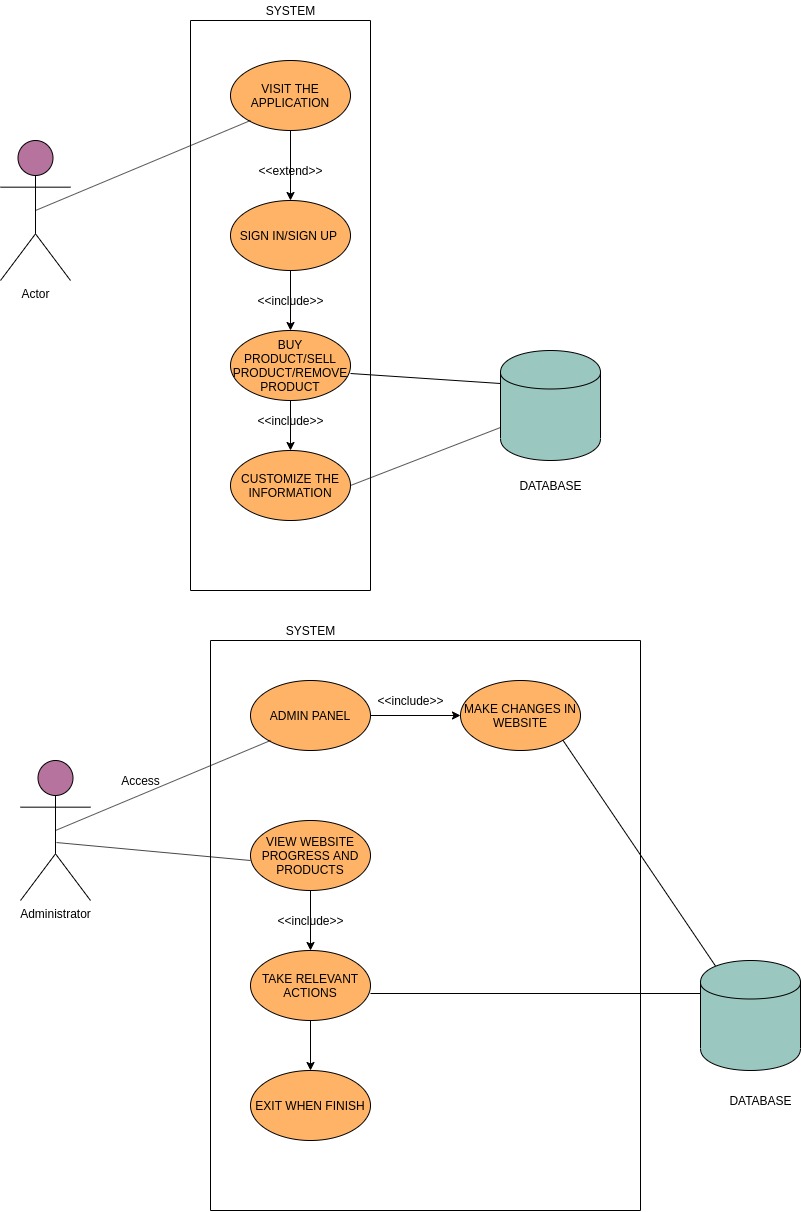 SYSTEM
VISIT THE
APPLICATION
<<extend>>
SIGN IN/SIGN UP
<<include>>
Actor
BUY
PRODUCT/SELL
PRODUCT/REMOVE
PRODUCT
<<include>>
CUSTOMIZE THE
INFORMATION
DATABASE
SYSTEM
ADMIN PANEL
<<include>>
MAKE CHANGES IN
WEBSITE
Access
VIEW WEBSITE
PROGRESS AND
PRODUCTS
Administrator
<<include>>
TAKE RELEVANT
ACTIONS
EXIT WHEN FINISH
DATABASE